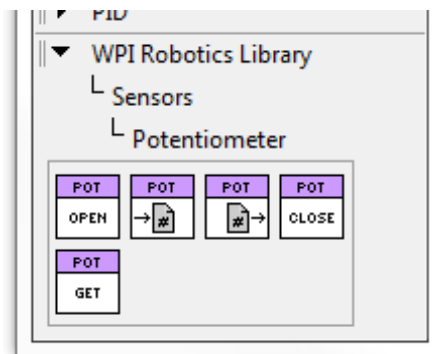 PID
WPI Robotics Library
Sensors
Potentiometer
POT POT POT POT
OPEN # # CLOSE
POT
GET